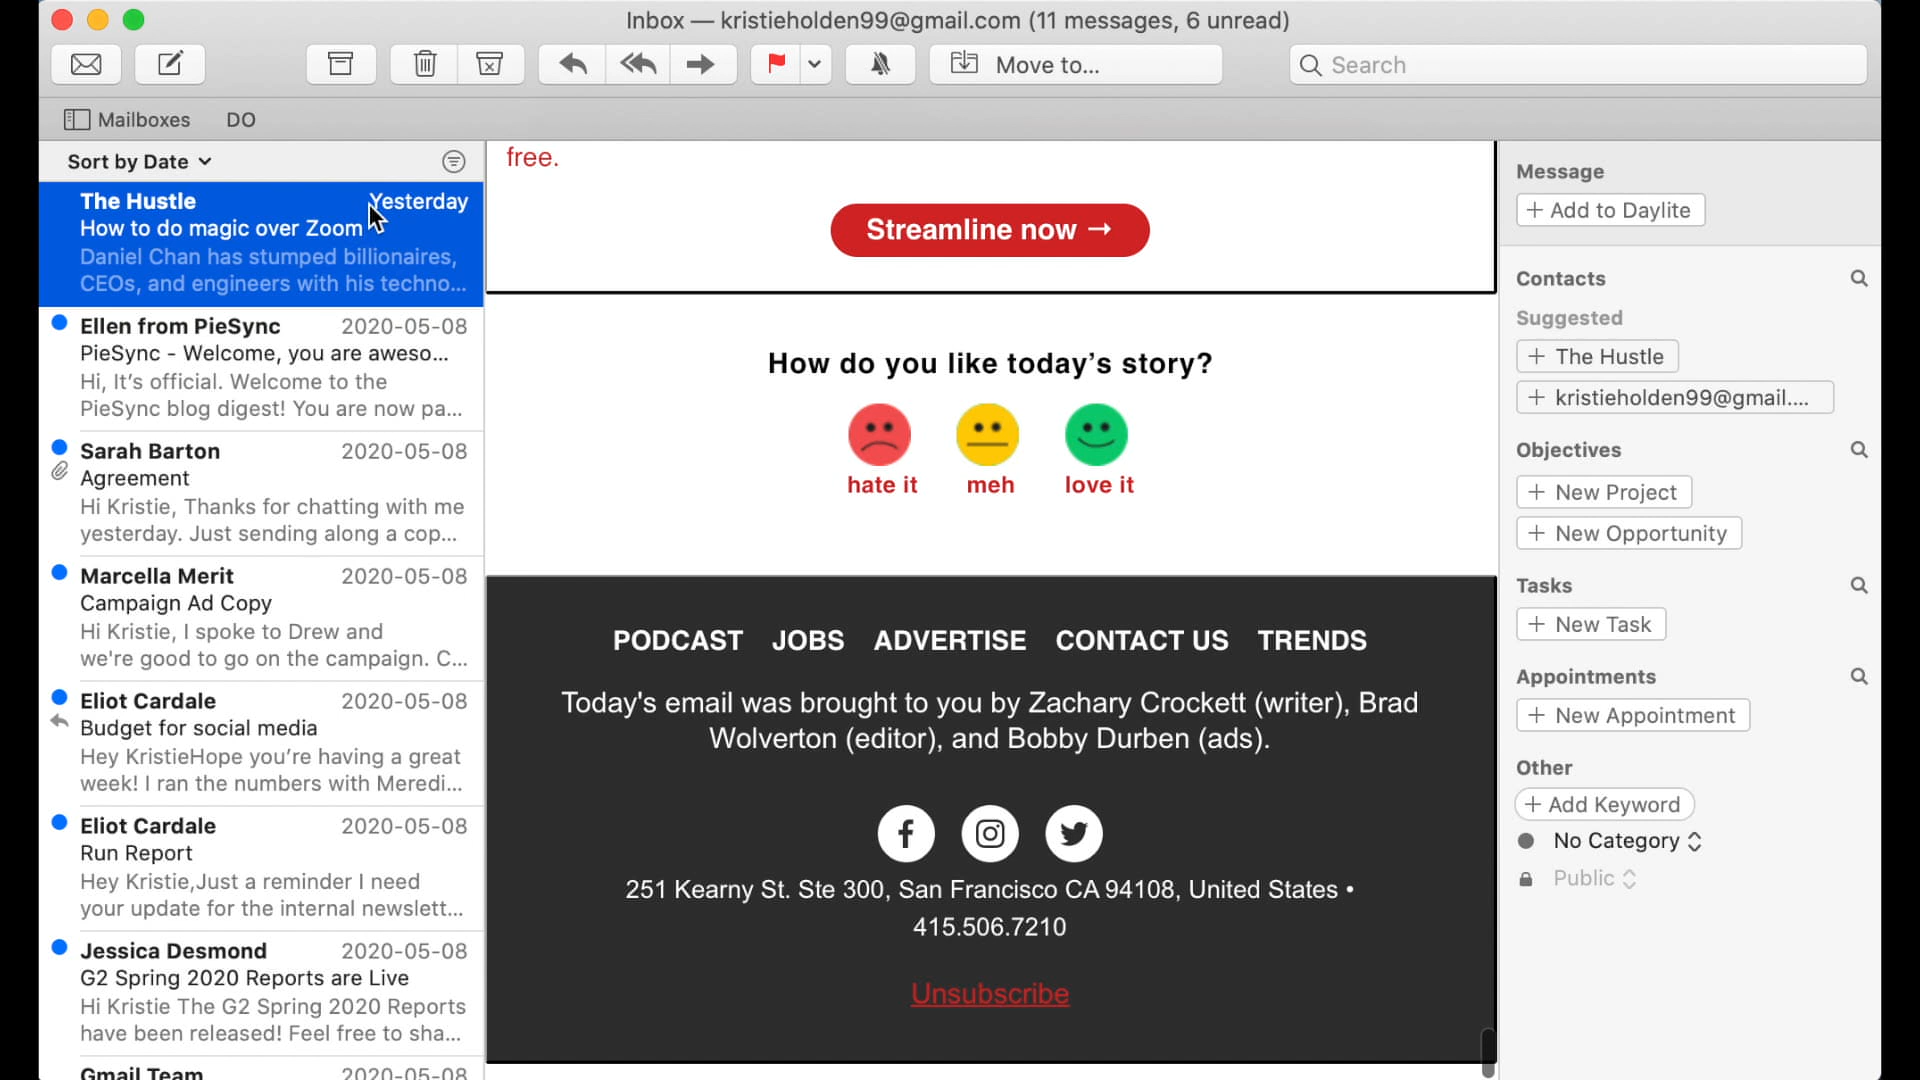 Inbox — kristieholden99@gmail.com (11 messages, 6 unread)
Move to...
Search
Mailboxes
DO
Sort by Date
The Hustle Yesterday
How to do magic over Zoom
Daniel Chan has stumped billionaires,
CEOs, and engineers with his techno...
Ellen from PieSync 2020-05-08
PieSync - Welcome, you are aweso...
Hi, It's official. Welcome to the
PieSync blog digest! You are now pa...
Sarah Barton 2020-05-08
Agreement
Hi Kristie, Thanks for chatting with me
yesterday. Just sending along a cop...
Marcella Merit 2020-05-08
Campaign Ad Copy
Hi Kristie, I spoke to Drew and
we're good to go on the campaign. C...
Eliot Cardale 2020-05-08
Budget for social media
Hey KristieHope you're having a great
week! I ran the numbers with Meredi...
Eliot Cardale 2020-05-08
Run Report
Hey Kristie,Just a reminder I need
your update for the internal newslett...
Jessica Desmond 2020-05-08
G2 Spring 2020 Reports are Live
Hi Kristie The G2 Spring 2020 Reports
have been released! Feel free to sha...
Gmail Team 2020-05-08
free.
Streamline now →
How do you like today's story?
hate it meh love it
PODCAST JOBS ADVERTISE CONTACT US TRENDS
Today's email was brought to you by Zachary Crockett (writer), Brad
Wolverton (editor), and Bobby Durben (ads).
251 Kearny St. Ste 300, San Francisco CA 94108, United States •
415.506.7210
Unsubscribe
Message
+ Add to Daylite
Contacts
Suggested
+ The Hustle
+ kristieholden99@gmail....
Objectives
+ New Project
+ New Opportunity
Tasks
+ New Task
Appointments
+ New Appointment
Other
+ Add Keyword
No Category
Public